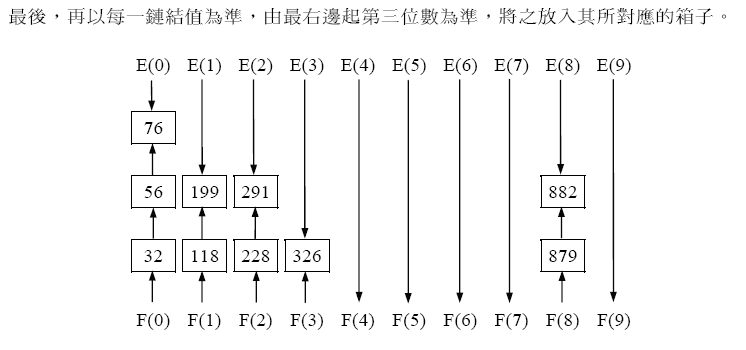 最後，再以每一鏈結值為準，由最右邊起第三位數為準，將之放入其所對應的箱子。
E(0) E(1) E(2) E(3) E(4) E(5) E(6) E(7) E(8) E(9)
76
56 199 291 882
32 118 228 326 879
F(0) F(1) F(2) F(3) F(4) F(5) F(6) F(7) F(8) F(9)